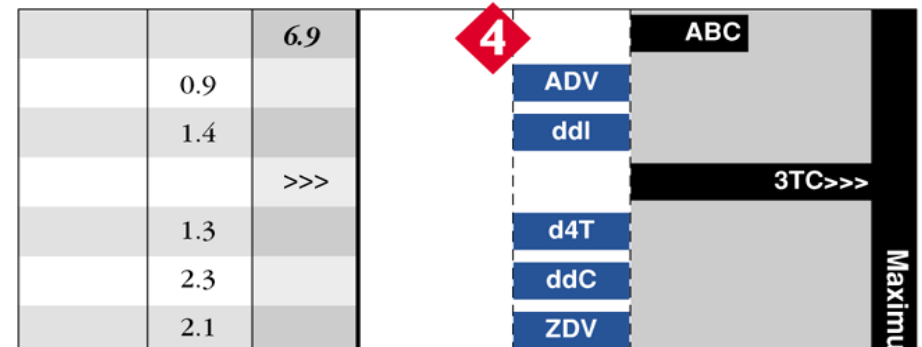 6.9 4 ABC
0.9 ADV
1.4 ddI
>>> 3TC>>>
1.3 d4T
2.3 ddC
2.1 ZDV